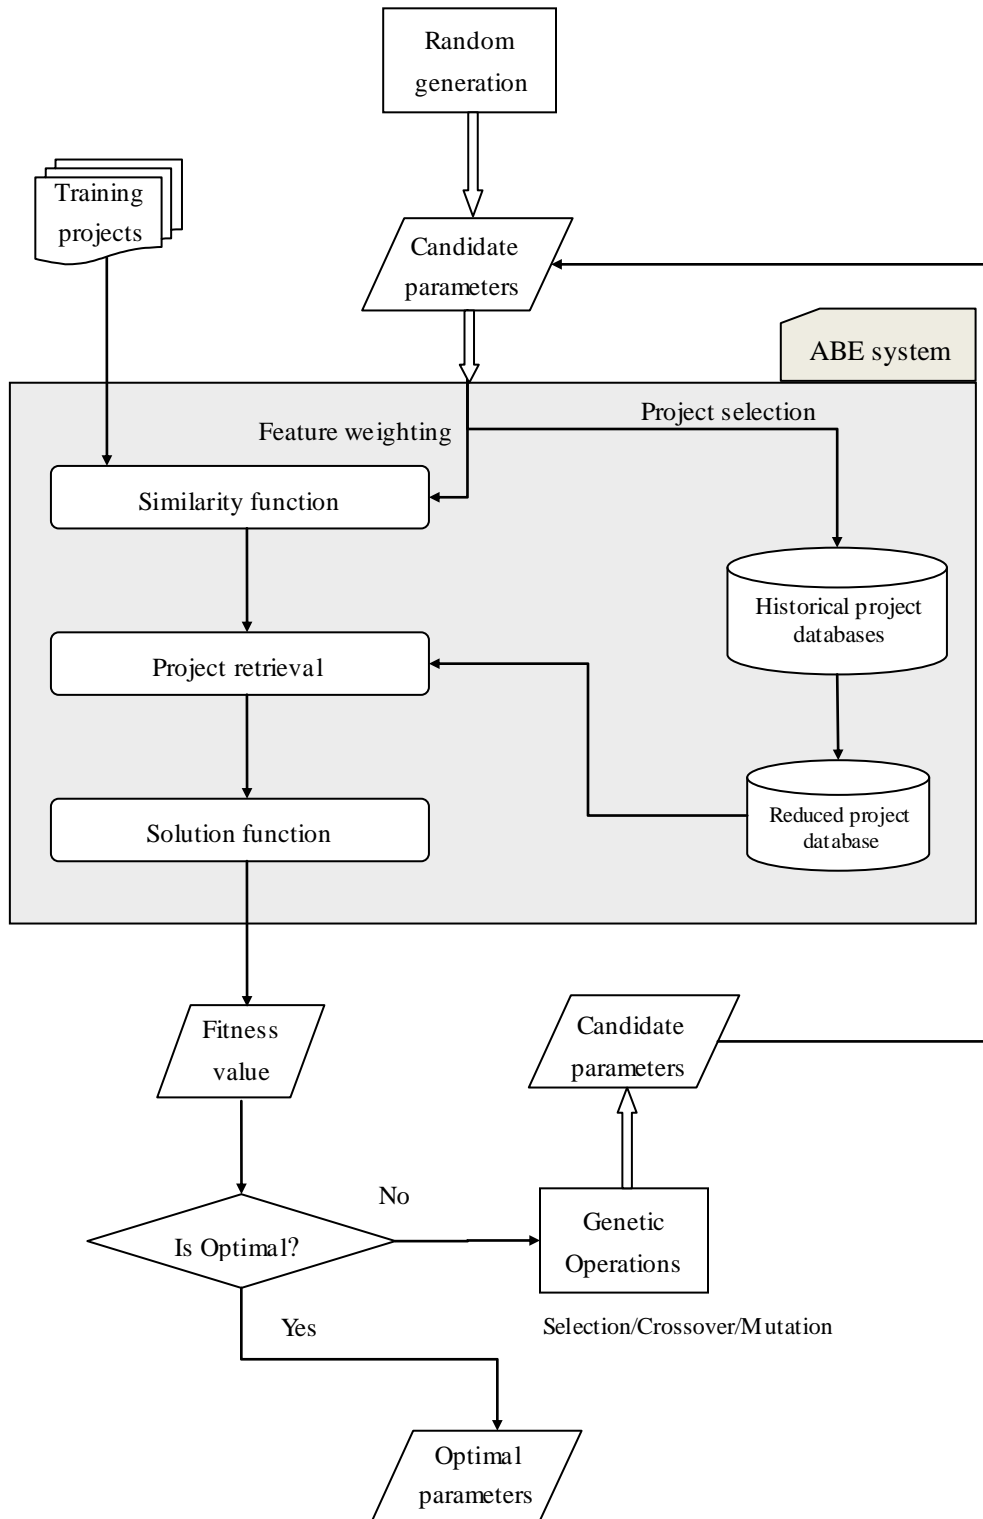 Random
generation
Training
projects
Candidate
parameters
ABE system
Project selection
Feature weighting
Similarity function
Historical project
databases
Project retrieval
Reduced project
database
Solution function
Fitness
value
Candidate
parameters
No
Genetic
Operations
Is Optimal?
Yes
Selection/Crossover/Mutation
Optimal
parameters